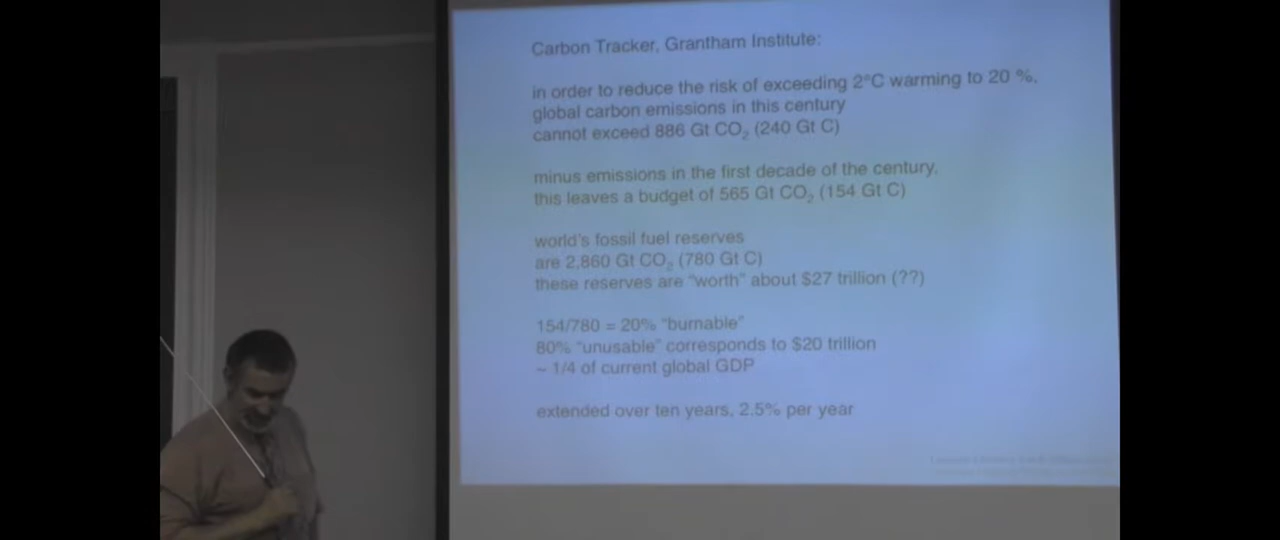 Carbon Tracker, Grantham Institute:
in order to reduce the risk of exceeding 2°C warming to 20 %,
global carbon emissions in this century
cannot exceed 886 Gt CO₂ (240 Gt C)
minus emissions in the first decade of the century,
this leaves a budget of 565 Gt CO₂ (154 Gt C)
world's fossil fuel reserves
are 2,860 Gt CO₂ (780 Gt C)
these reserves are "worth" about $27 trillion (??)
154/780 = 20% "burnable"
80% "unusable" corresponds to $20 trillion
~ 1/4 of current global GDP
extended over ten years, 2.5% per year